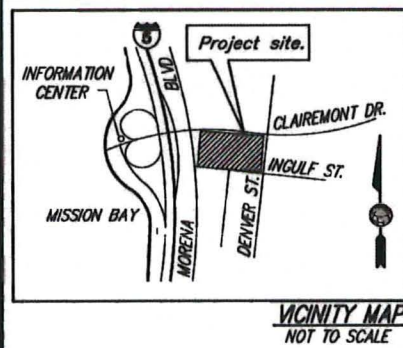 5
Project site.
BLVD
INFORMATION
CENTER
CLAIREMONT DR.
INGULF ST.
MISSION BAY
MORENA
DENVER ST.
VICINITY MAP
NOT TO SCALE